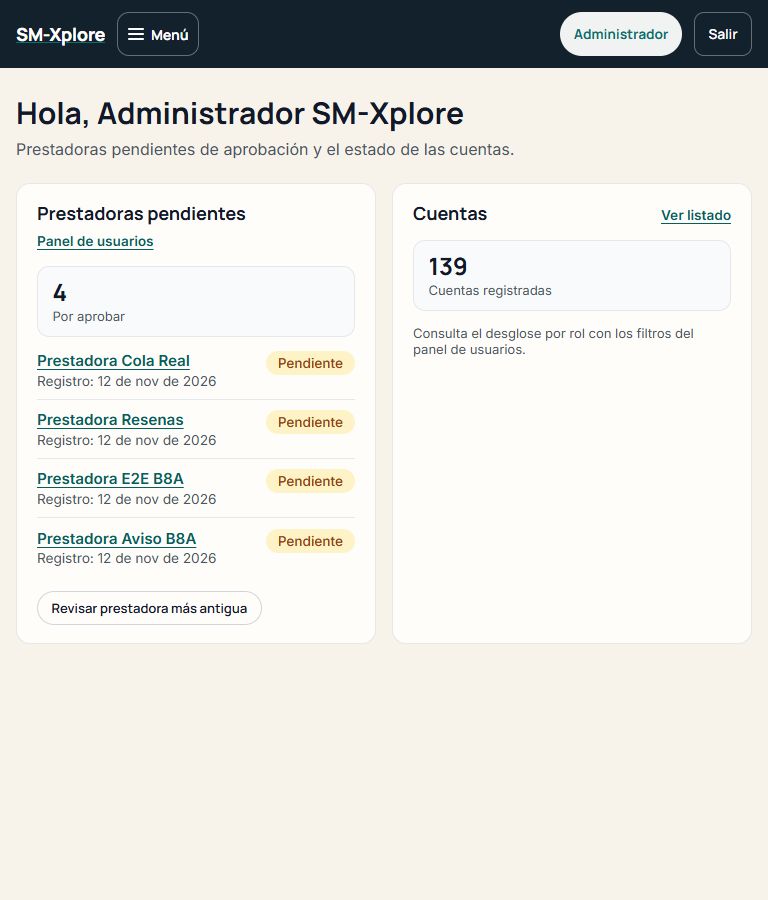 SM-Xplore
Menú
Administrador
Salir
Hola, Administrador SM-Xplore
Prestadoras pendientes de aprobación y el estado de las cuentas.
Prestadoras pendientes
Panel de usuarios
4
Por aprobar
Prestadora Cola Real
Pendiente
Registro: 12 de nov de 2026
Prestadora Resenas
Pendiente
Registro: 12 de nov de 2026
Prestadora E2E B8A
Pendiente
Registro: 12 de nov de 2026
Prestadora Aviso B8A
Pendiente
Registro: 12 de nov de 2026
Revisar prestadora más antigua
Cuentas
Ver listado
139
Cuentas registradas
Consulta el desglose por rol con los filtros del
panel de usuarios.